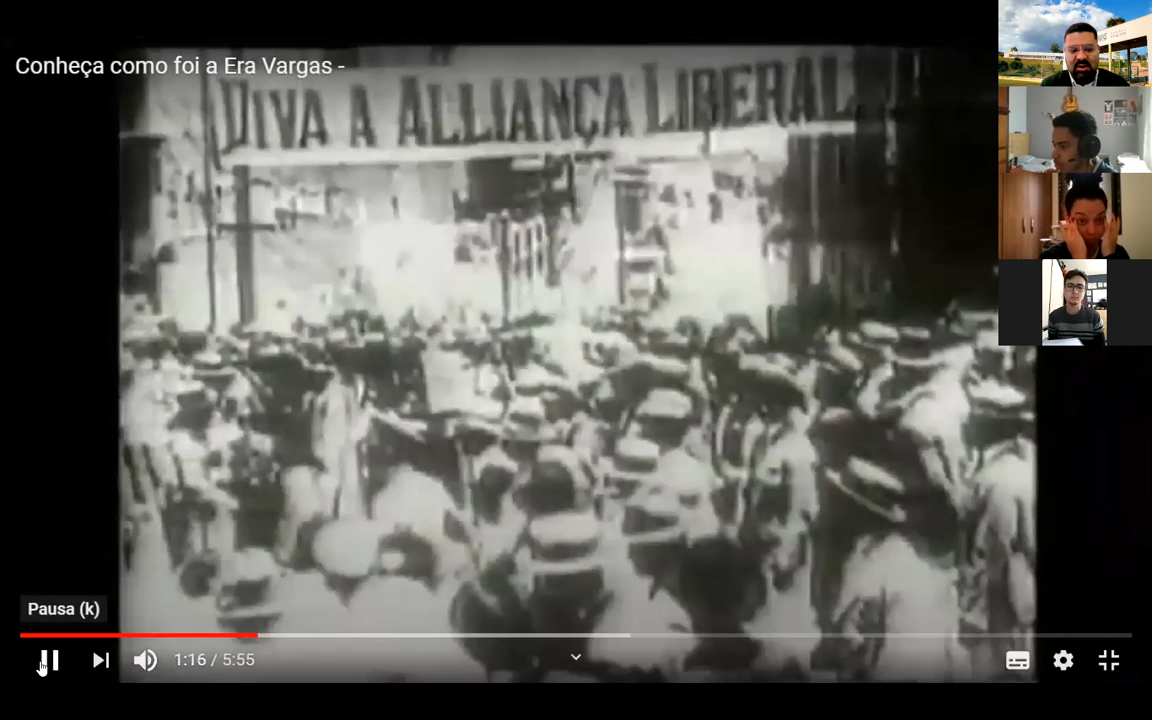 Conheça como foi a Era Vargas -
VIVA A ALLIANÇA LIBERAL
Pausa (k)
1:16 / 5:55